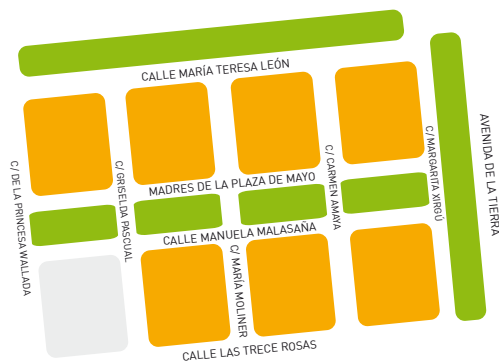 CALLE MARÍA TERESA LEÓN
AVENIDA DE LA TIERRA
C/ MARGARITA XIRGÚ
C/ CARMEN AMAYA
C/ GRISELDA PASCUAL
C/ DE LA PRINCESA WALLADA
MADRES DE LA PLAZA DE MAYO
CALLE MANUELA MALASAÑA
C/ MARÍA MOLINER
CALLE LAS TRECE ROSAS